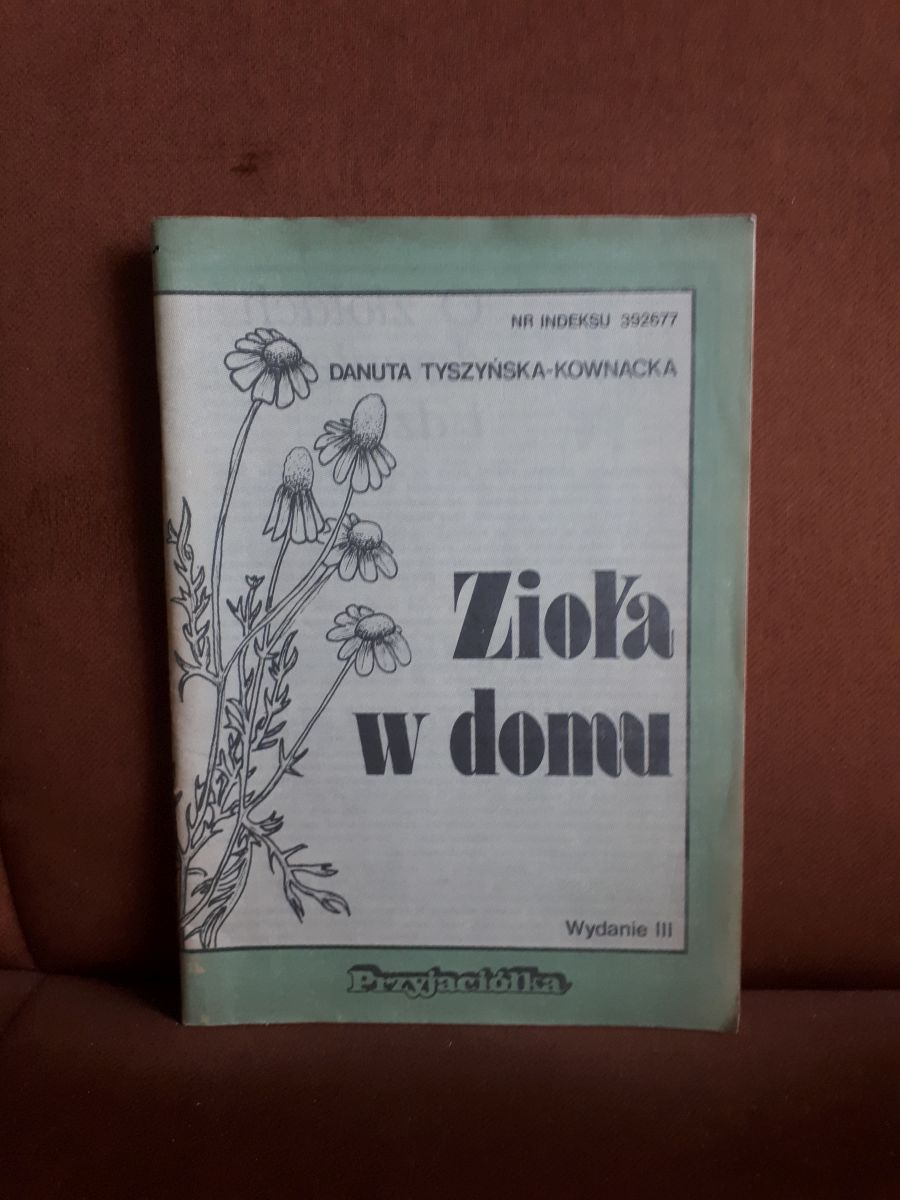 NR INDEKSU 392677
DANUTA TYSZYŃSKA-KOWNACKA
Zioła
w domu
Wydanie III
Przyjaciółka